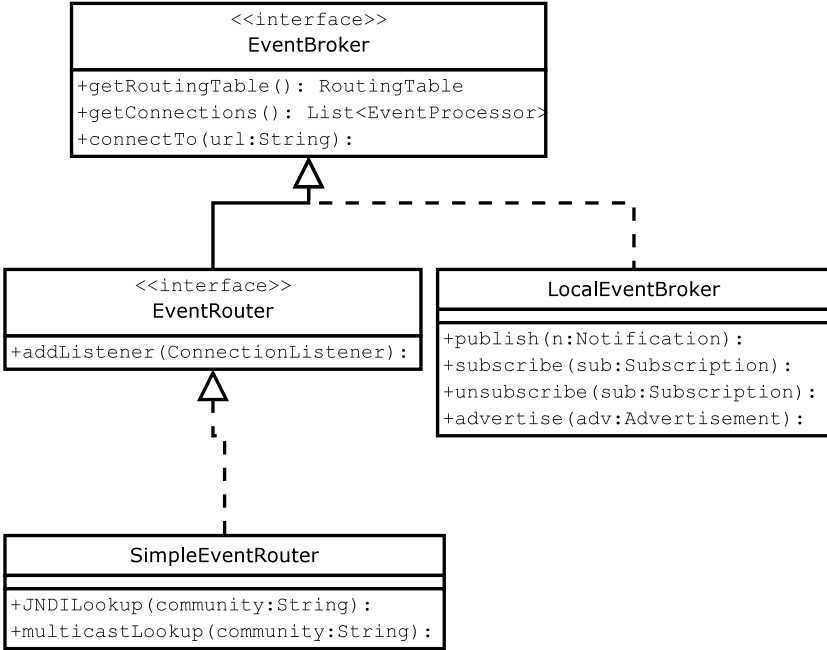 <<interface>>
EventBroker
+getRoutingTable(): RoutingTable
+getConnections(): List<EventProcessor>
+connectTo(url:String):
<<interface>>
EventRouter
+addListener(ConnectionListener):
LocalEventBroker
+publish(n:Notification):
+subscribe(sub:Subscription):
+unsubscribe(sub:Subscription):
+advertise(adv:Advertisement):
SimpleEventRouter
+JNDILookup(community:String):
+multicastLookup(community:String):